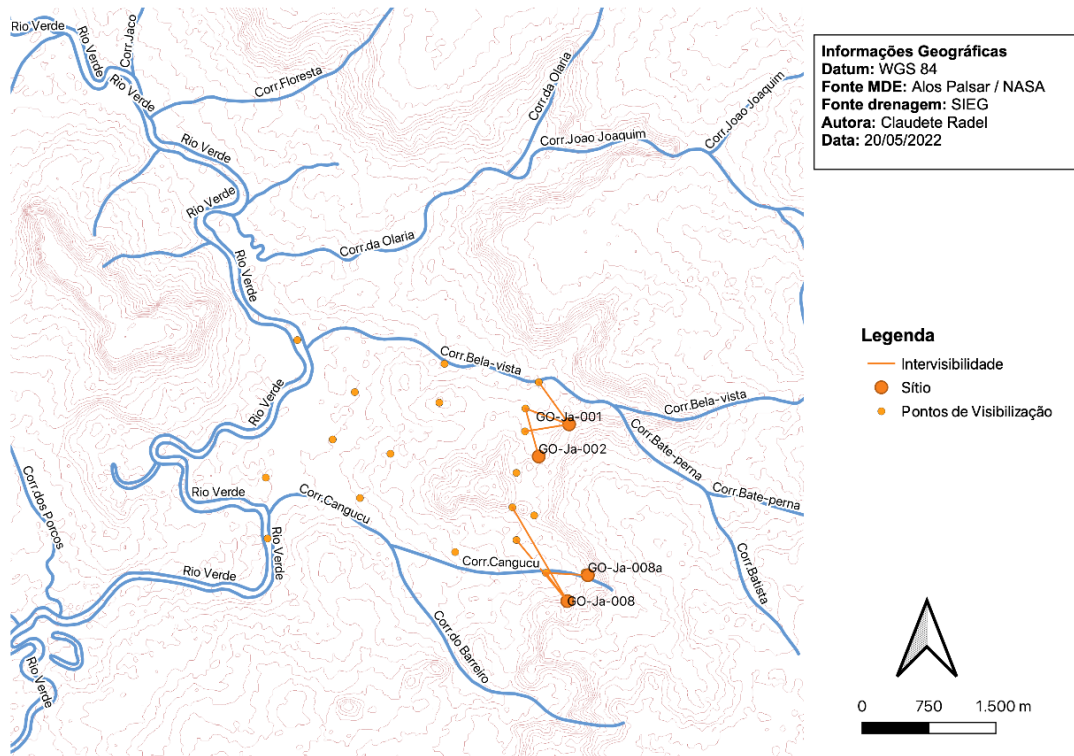 Rio Verde
Rio Verde
Corr.Jaco
Rio Verde
Corr.Floresta
Corr.da Olaria
Corr.Joao Joaquim
Corr.Joao Joaquim
Rio Verde
Rio Verde
Corr.da Olaria
Rio Verde
Corr.Bela-vista
Rio Verde
Corr.Bela-vista
GO-Ja-001
GO-Ja-002
Corr.Bate-perna
Corr.Bate-perna
Corr.dos Porcos
Rio Verde
Corr.Cangucu
Rio Verde
Rio Verde
Corr.Cangucu
GO-Ja-008a
GO-Ja-008
Corr.Batista
Corr.do Barreiro
Rio Verde
Informações Geográficas
Datum: WGS 84
Fonte MDE: Alos Palsar / NASA
Fonte drenagem: SIEG
Autora: Claudete Radel
Data: 20/05/2022
Legenda
Intervisibilidade
Sítio
Pontos de Visibilização
0 750 1.500 m